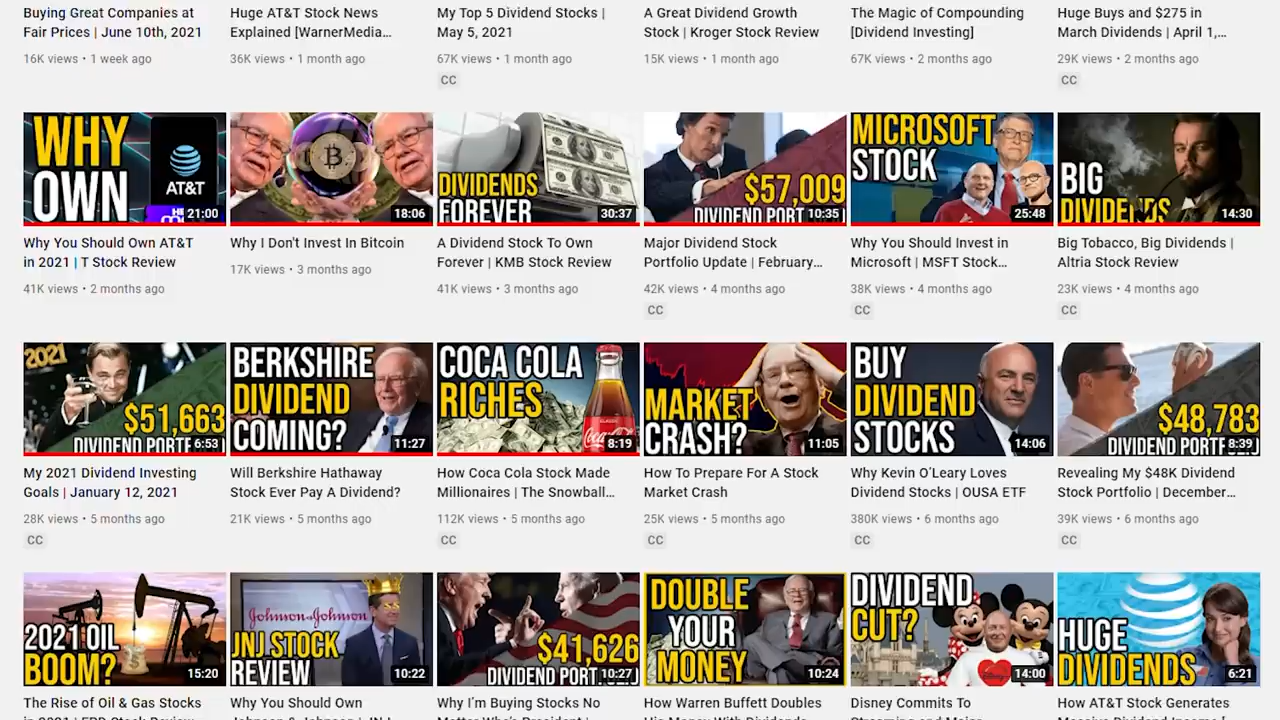 Buying Great Companies at
Fair Prices | June 10th, 2021
16K views • 1 week ago
Huge AT&T Stock News
Explained [WarnerMedia...
36K views • 1 month ago
My Top 5 Dividend Stocks |
May 5, 2021
67K views • 1 month ago
CC
A Great Dividend Growth
Stock | Kroger Stock Review
15K views • 1 month ago
The Magic of Compounding
[Dividend Investing]
67K views • 2 months ago
Huge Buys and $275 in
March Dividends | April 1,...
29K views • 2 months ago
CC
WHY
OWN
AT&T
21:00
Why You Should Own AT&T
in 2021 | T Stock Review
41K views • 2 months ago
18:06
Why I Don't Invest In Bitcoin
17K views • 3 months ago
DIVIDENDS
FOREVER
30:37
A Dividend Stock To Own
Forever | KMB Stock Review
41K views • 3 months ago
$57,009
DIVIDEND PORT
10:35
Major Dividend Stock
Portfolio Update | February...
42K views • 4 months ago
CC
MICROSOFT
STOCK
25:48
Why You Should Invest in
Microsoft | MSFT Stock...
38K views • 4 months ago
CC
BIG
DIVIDENDS
14:30
Big Tobacco, Big Dividends |
Altria Stock Review
23K views • 4 months ago
CC
2021
$51,663
DIVIDEND PORTF
6:53
My 2021 Dividend Investing
Goals | January 12, 2021
28K views • 5 months ago
CC
BERKSHIRE
DIVIDEND
COMING?
11:27
Will Berkshire Hathaway
Stock Ever Pay A Dividend?
21K views • 5 months ago
COCA COLA
RICHES
CLASSIC
Coca-Cola
8:19
How Coca Cola Stock Made
Millionaires | The Snowball...
112K views • 5 months ago
CC
MARKET
CRASH?
11:05
How To Prepare For A Stock
Market Crash
25K views • 5 months ago
CC
BUY
DIVIDEND
STOCKS
14:06
Why Kevin O´Leary Loves
Dividend Stocks | OUSA ETF
380K views • 6 months ago
CC
$48,783
DIVIDEND PORTF
8:39
Revealing My $48K Dividend
Stock Portfolio | December...
39K views • 6 months ago
CC
2021 OIL
BOOM?
15:20
The Rise of Oil & Gas Stocks
Johnson & Johnson
JNJ STOCK
REVIEW
10:22
Why You Should Own
$41,626
DIVIDEND PORT
10:27
Why I'm Buying Stocks No
DOUBLE
YOUR
MONEY
10:24
How Warren Buffett Doubles
DIVIDEND
CUT?
14:00
Disney Commits To
HUGE
DIVIDENDS
6:21
How AT&T Stock Generates